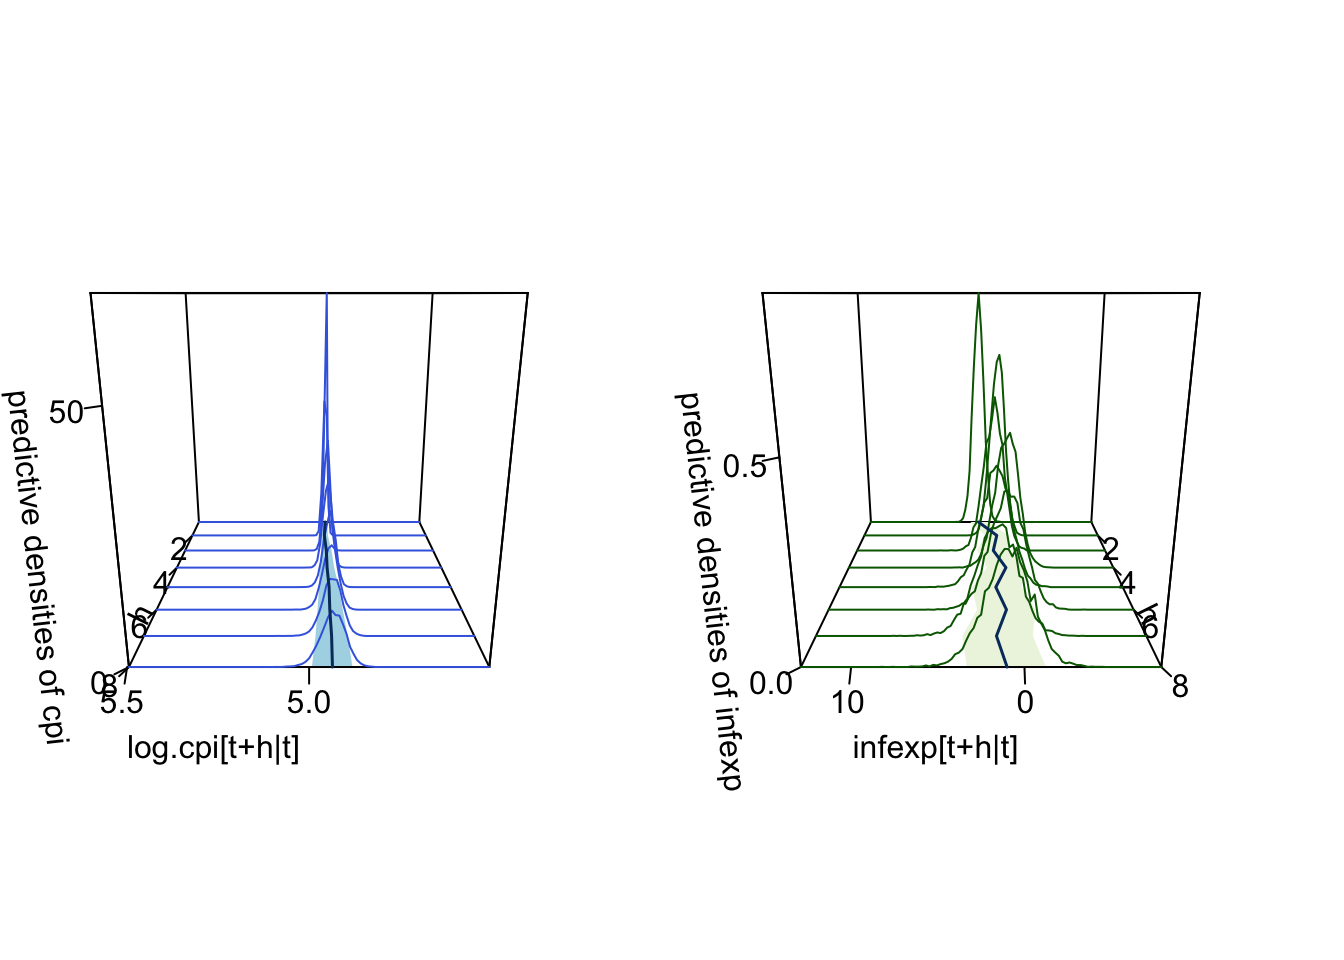 predictive densities of cpi
50
2
4
6
h
8
0
5.5
5.0
log.cpi[t+h|t]
predictive densities of infexp
0.5
0.0
10
0
2
4
h
6
8
infexp[t+h|t]